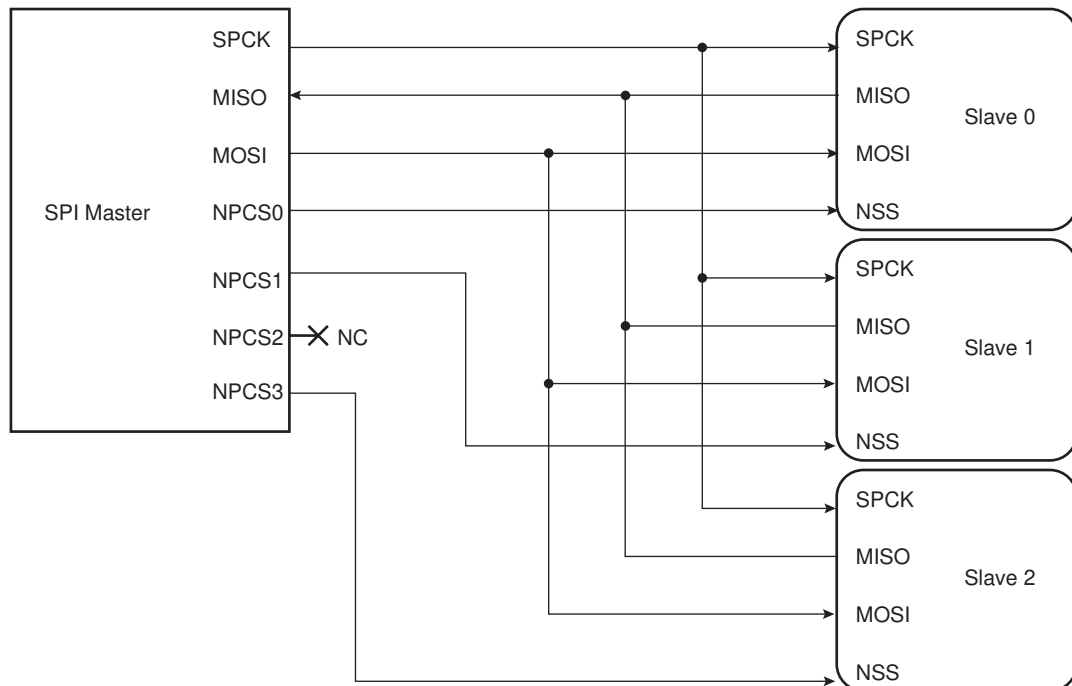 SPI Master
SPCK
MISO
MOSI
NPCS0
NPCS1
NPCS2
NC
NPCS3
SPCK
MISO
Slave 0
MOSI
NSS
SPCK
MISO
Slave 1
MOSI
NSS
SPCK
MISO
Slave 2
MOSI
NSS